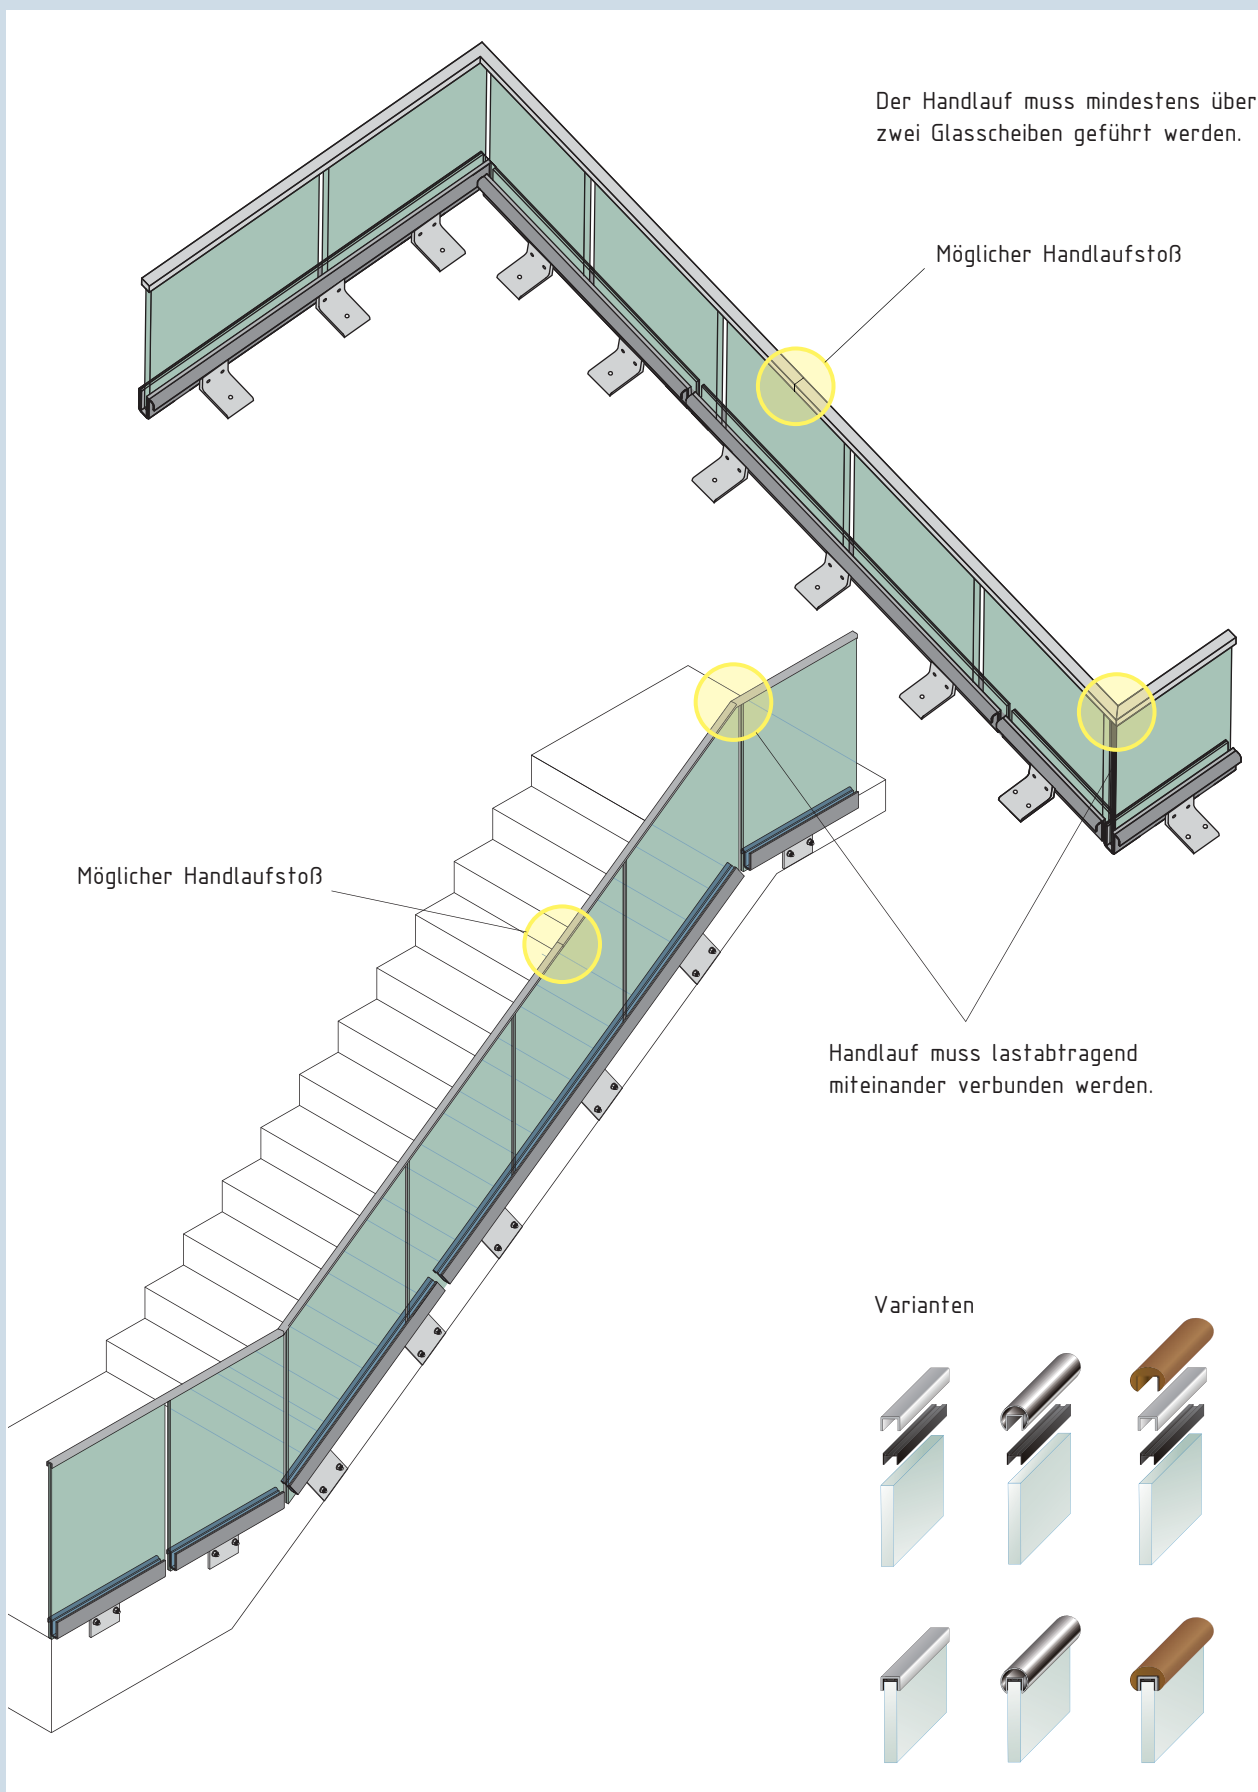 Der Handlauf muss mindestens über
zwei Glasscheiben geführt werden.
Möglicher Handlaufstoß
Möglicher Handlaufstoß
Handlauf muss lastabtragend
miteinander verbunden werden.
Varianten